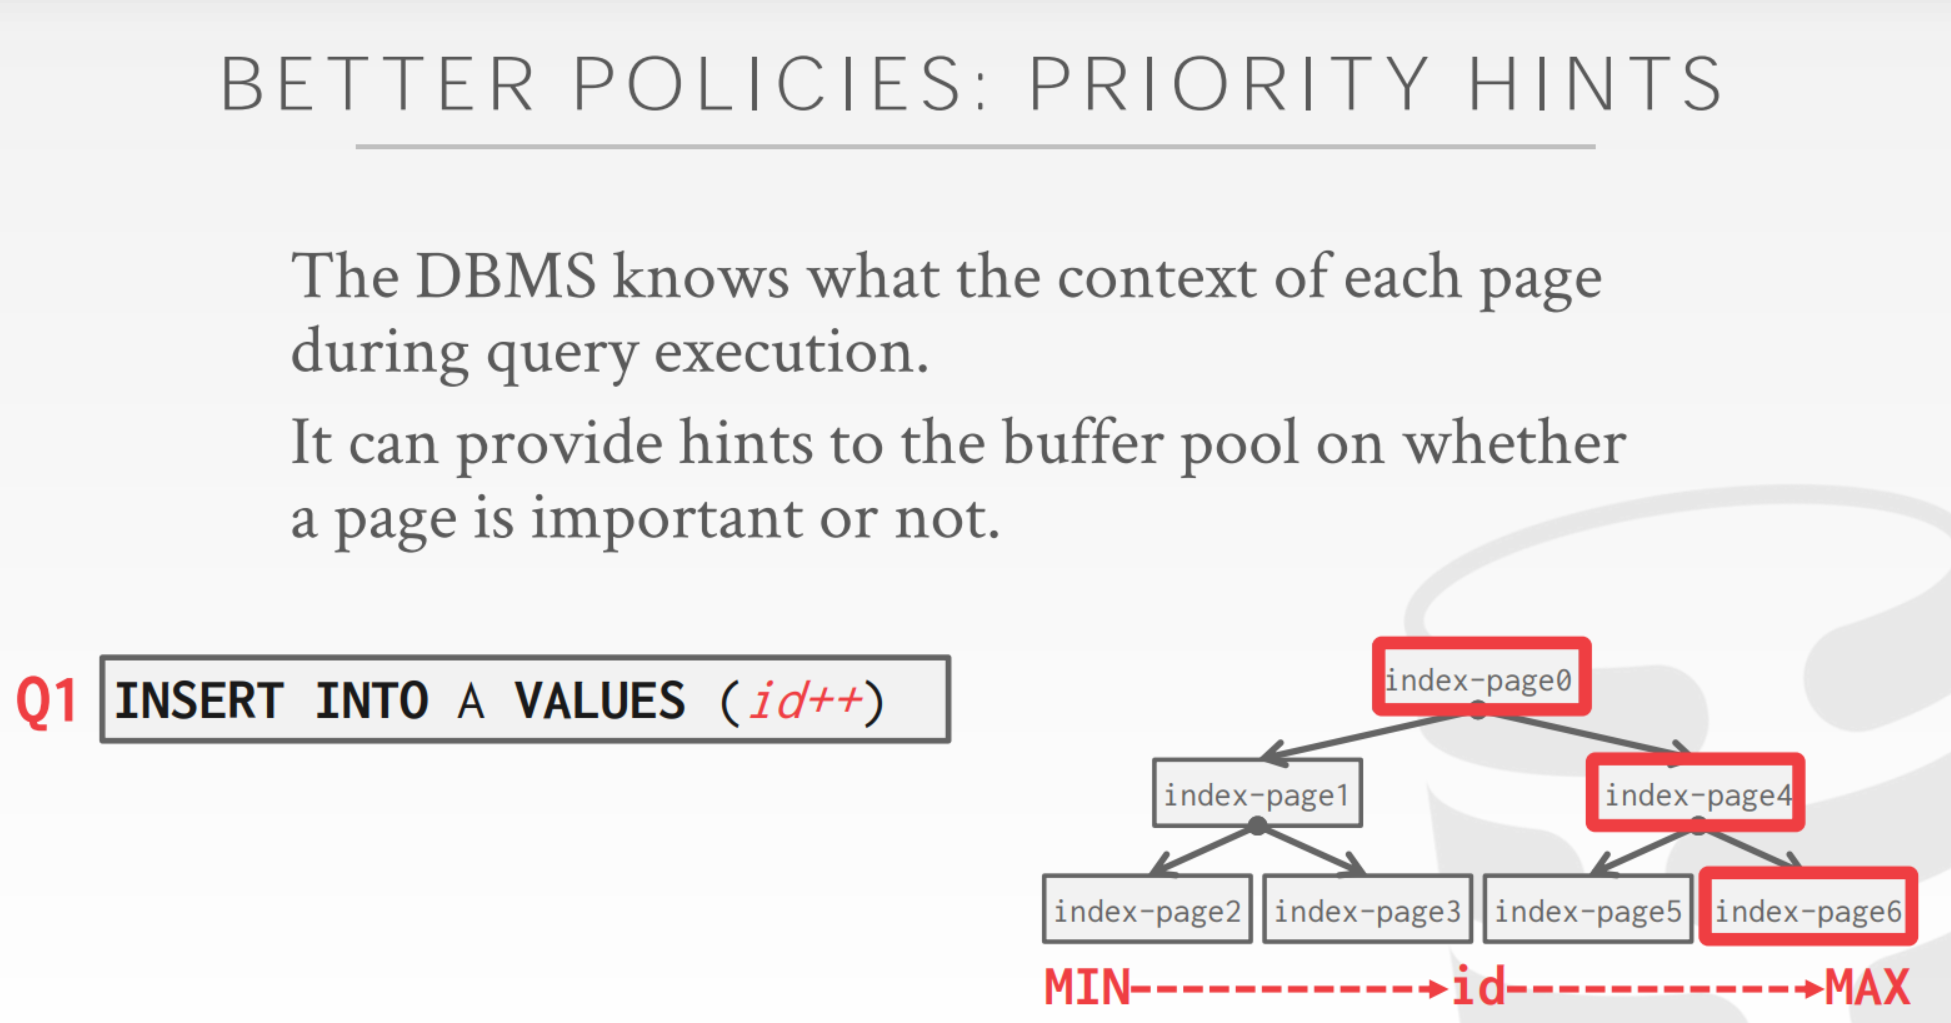 BETTER POLICIES: PRIORITY HINTS
The DBMS knows what the context of each page
during query execution.
It can provide hints to the buffer pool on whether
a page is important or not.
Q1 INSERT INTO A VALUES (id++)
index-page0
index-page1 index-page4
index-page2 index-page3 index-page5 index-page6
MIN id MAX